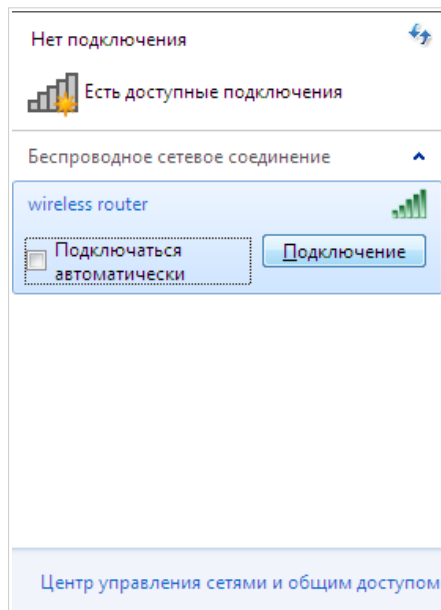 Нет подключения
Есть доступные подключения
Беспроводное сетевое соединение
wireless router
Подключаться
автоматически
Подключение
Центр управления сетями и общим доступом